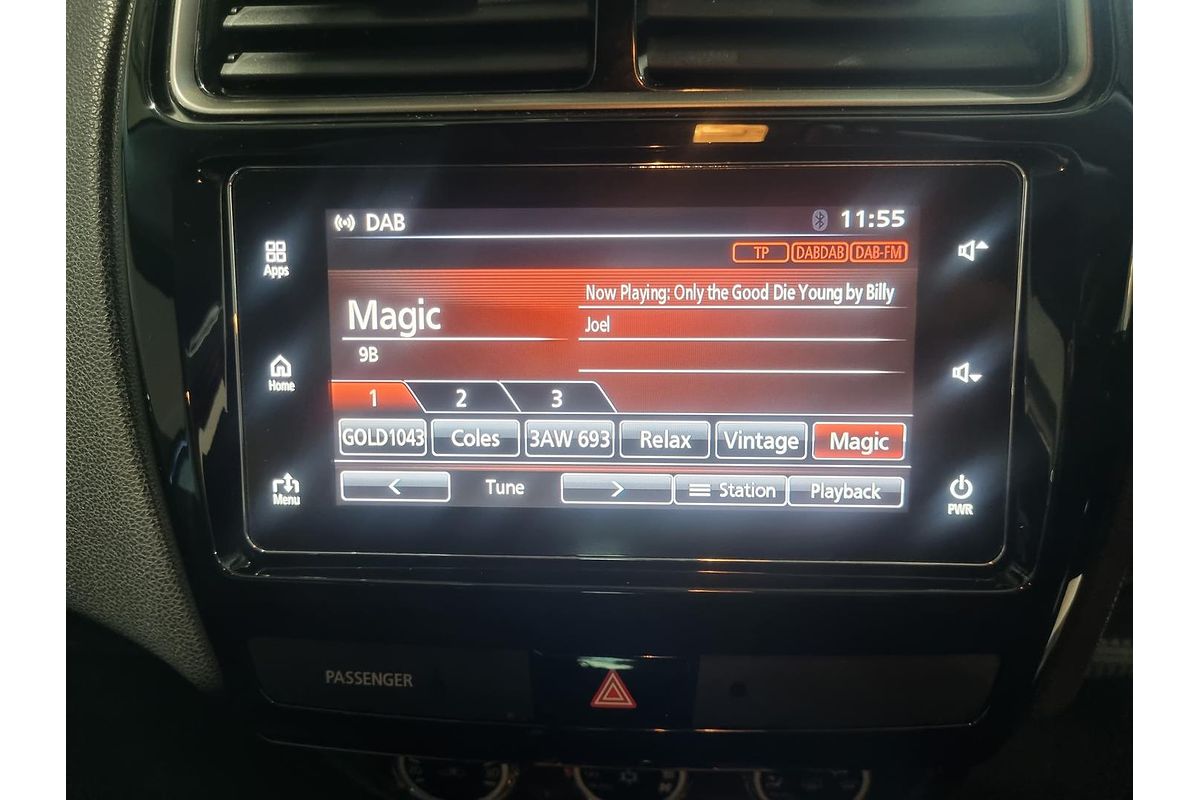 DAB 11:55
TP DABDAB DAB-FM
Apps
Now Playing: Only the Good Die Young by Billy
Magic
Joel
9B
Home
1 2 3
GOLD1043 Coles 3AW 693 Relax Vintage Magic
Menu
< Tune > Station Playback
PWR
PASSENGER